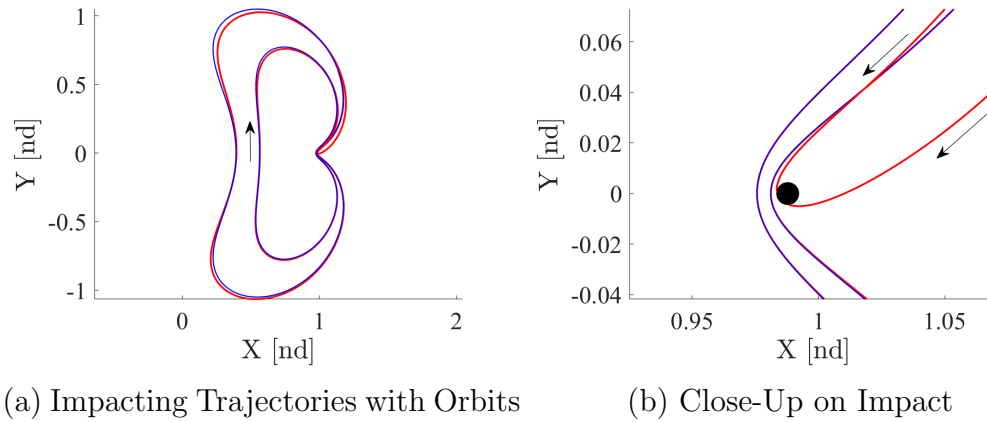 1
0.5
0
-0.5
-1
Y [nd]
0 1 2
X [nd]
(a) Impacting Trajectories with Orbits
0.06
0.04
0.02
0
-0.02
-0.04
Y [nd]
0.95 1 1.05
X [nd]
(b) Close-Up on Impact